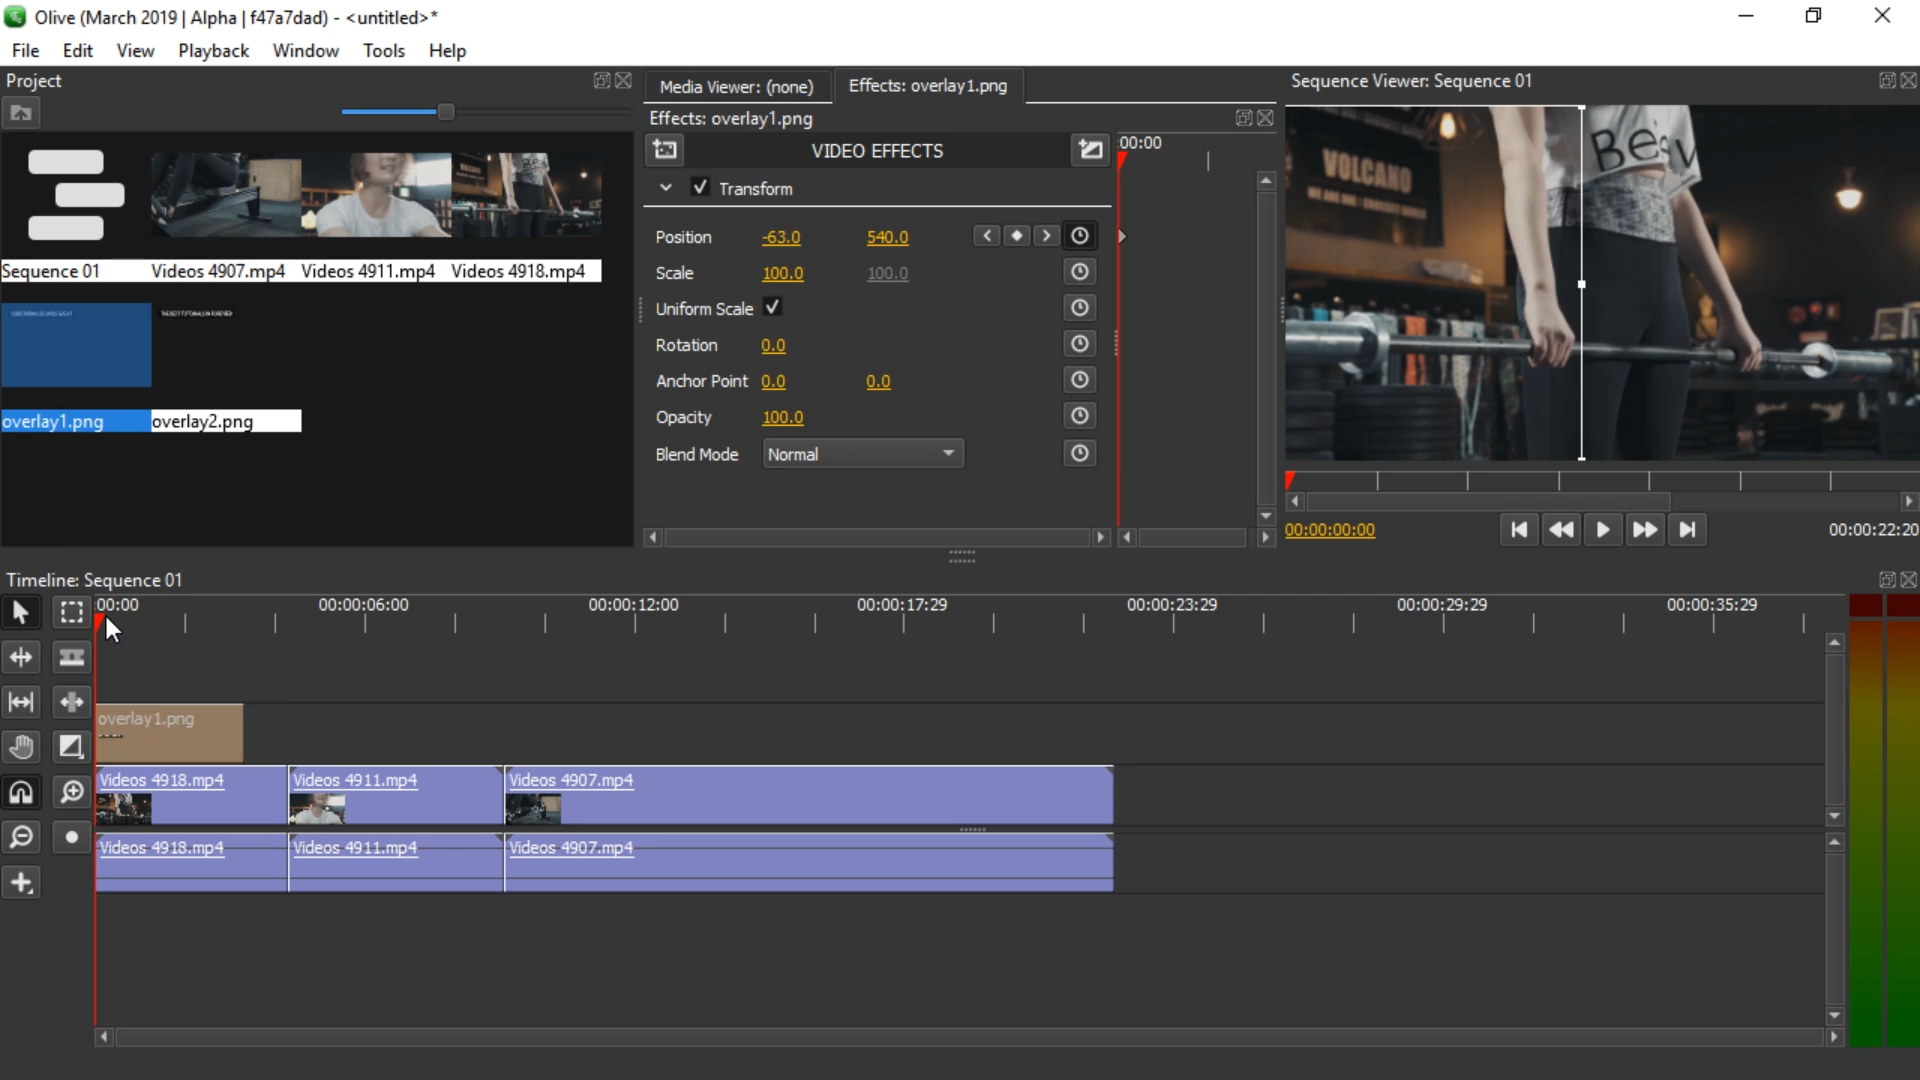 Olive (March 2019 | Alpha | f47a7dad) - <untitled>*
File Edit View Playback Window Tools Help
Project
Sequence 01 Videos 4907.mp4 Videos 4911.mp4 Videos 4918.mp4
THE BEST TUTORIALS IN FOREVER
overlay1.png overlay2.png
Media Viewer: (none) Effects: overlay1.png
Effects: overlay1.png
VIDEO EFFECTS
:00:00
Transform
Position -63.0 540.0
Scale 100.0 100.0
Uniform Scale
Rotation 0.0
Anchor Point 0.0 0.0
Opacity 100.0
Blend Mode Normal
Sequence Viewer: Sequence 01
VOLCANO
00:00:00:00 00:00:22:20
Timeline: Sequence 01
:00:00 00:00:06:00 00:00:12:00 00:00:17:29 00:00:23:29 00:00:29:29 00:00:35:29
overlay1.png
Videos 4918.mp4 Videos 4911.mp4 Videos 4907.mp4
Videos 4918.mp4 Videos 4911.mp4 Videos 4907.mp4